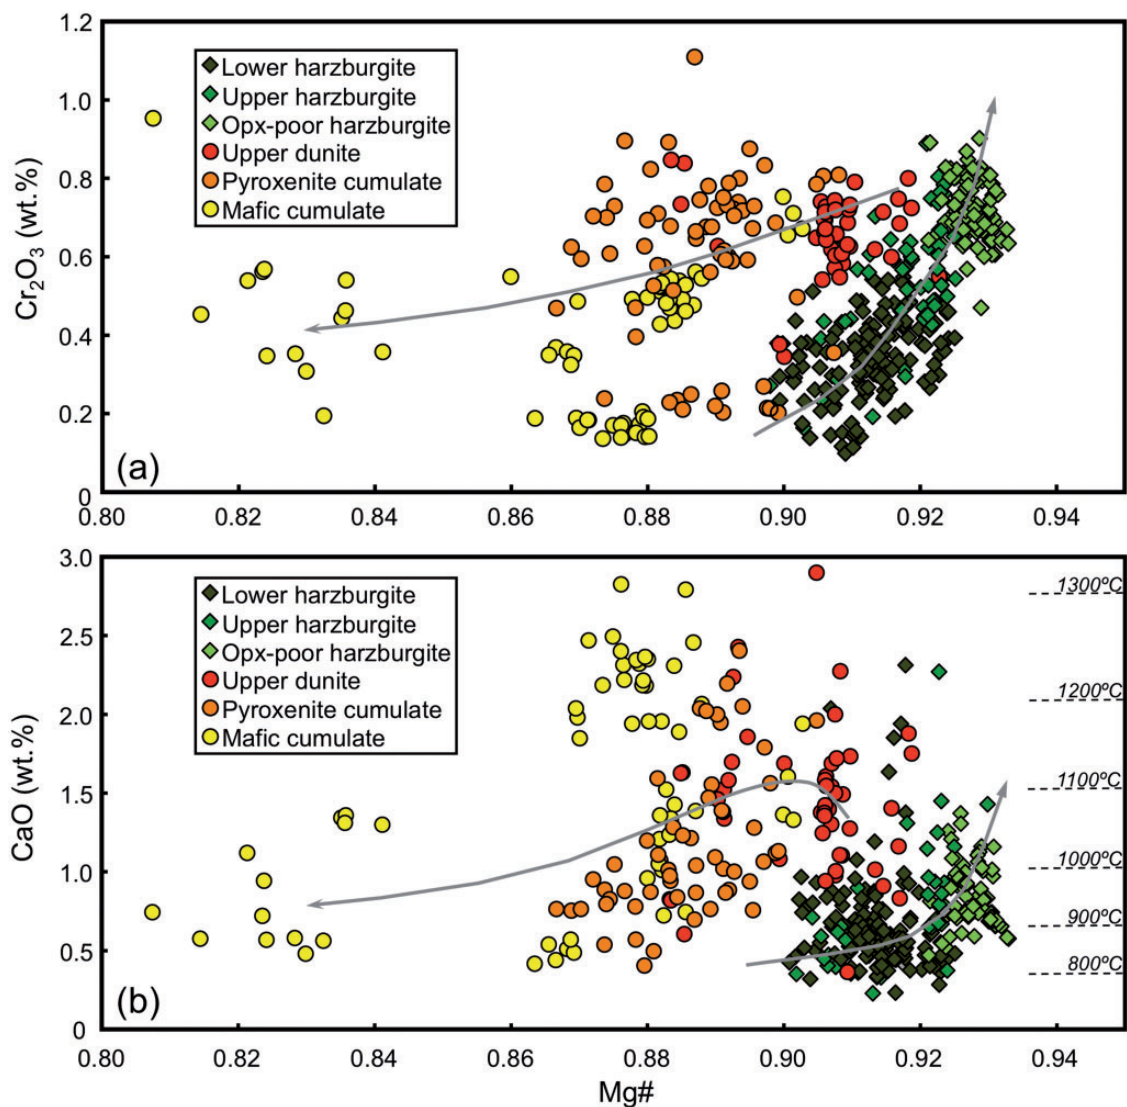 1.2
1.0
0.8
0.6
0.4
0.2
0
Cr2O3 (wt.%)
Lower harzburgite
Upper harzburgite
Opx-poor harzburgite
Upper dunite
Pyroxenite cumulate
Mafic cumulate
(a)
0.80 0.82 0.84 0.86 0.88 0.90 0.92 0.94
3.0
2.5
2.0
1.5
1.0
0.5
0
CaO (wt.%)
Lower harzburgite
Upper harzburgite
Opx-poor harzburgite
Upper dunite
Pyroxenite cumulate
Mafic cumulate
1300ºC
1200ºC
1100ºC
1000ºC
900ºC
800ºC
(b)
0.80 0.82 0.84 0.86 0.88 0.90 0.92 0.94
Mg#